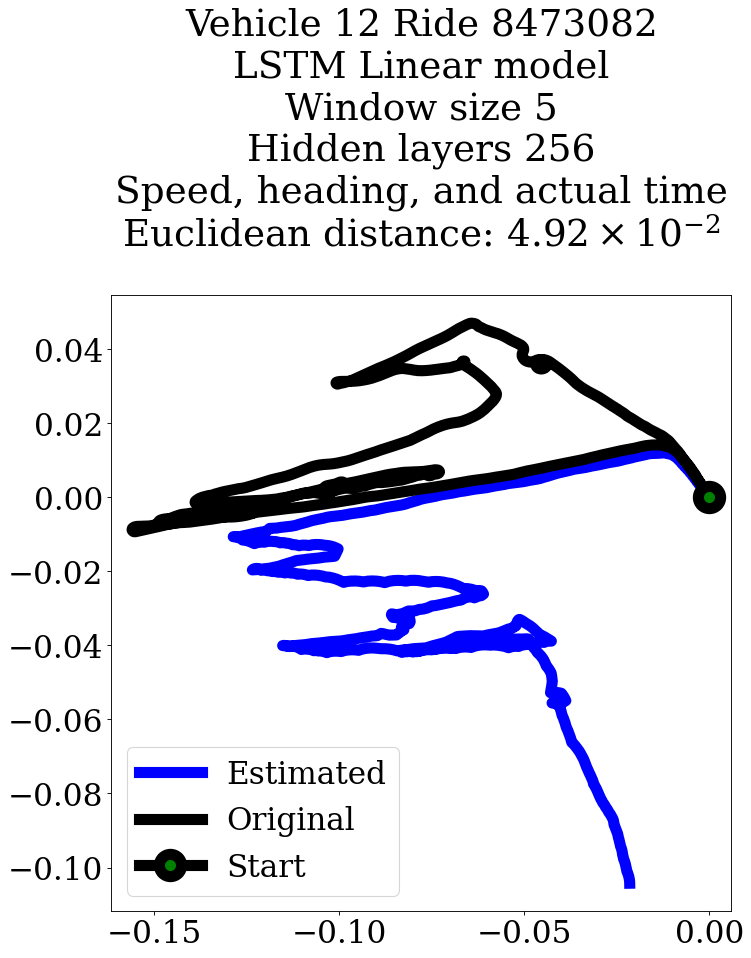 Vehicle 12 Ride 8473082
LSTM Linear model
Window size 5
Hidden layers 256
Speed, heading, and actual time
Euclidean distance: 4.92 × 10⁻²
0.04
0.02
0.00
−0.02
−0.04
−0.06
−0.08
−0.10
Estimated
Original
Start
−0.15
−0.10
−0.05
0.00